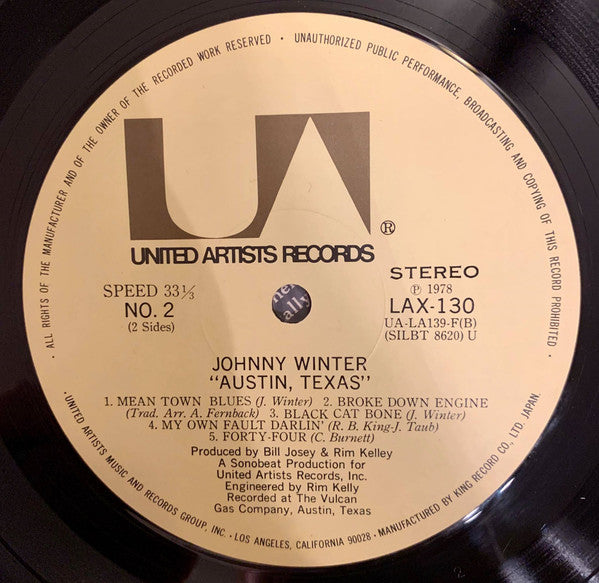 ALL RIGHTS OF THE MANUFACTURER AND OF THE OWNER OF THE RECORDED WORK RESERVED • UNAUTHORIZED PUBLIC PERFORMANCE, BROADCASTING AND COPYING OF THIS RECORD PROHIBITED •
UA®
UNITED ARTISTS RECORDS
SPEED 33⅓
NO. 2
(2 Sides)
STEREO
Ⓟ 1978
LAX-130
UA-LA139-F(B)
(SILBT 8620) U
ally
JOHNNY WINTER
"AUSTIN, TEXAS"
1. MEAN TOWN BLUES (J. Winter) 2. BROKE DOWN ENGINE
(Trad. Arr. A. Fernback) 3. BLACK CAT BONE (J. Winter)
4. MY OWN FAULT DARLIN' (R. B. King-J. Taub)
5. FORTY-FOUR (C. Burnett)
Produced by Bill Josey & Rim Kelley
A Sonobeat Production for
United Artists Records, Inc.
Engineered by Rim Kelly
Recorded at The Vulcan
Gas Company, Austin, Texas
• UNITED ARTISTS MUSIC AND RECORDS GROUP, INC. • LOS ANGELES, CALIFORNIA 90028 • MANUFACTURED BY KING RECORD CO., LTD. JAPAN.